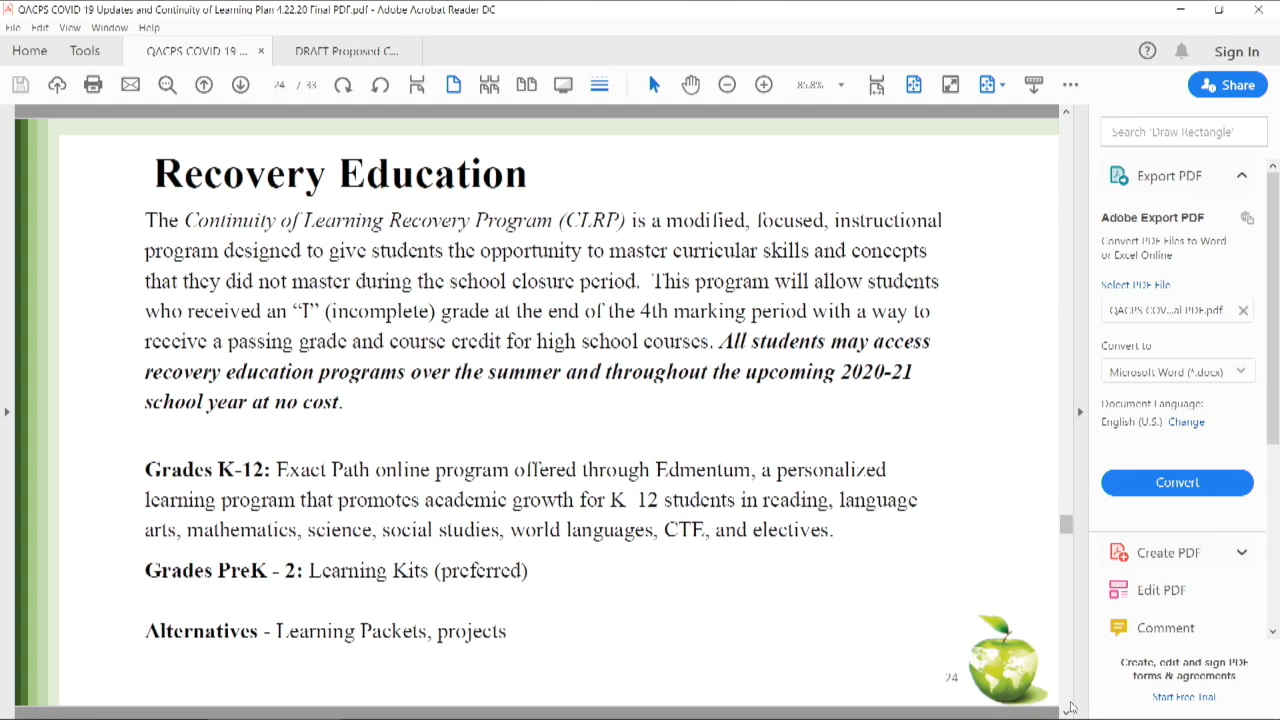 QACPS COVID 19 Updates and Continuity of Learning Plan 4.22.20 Final PDF.pdf - Adobe Acrobat Reader DC
File Edit View Window Help
Home Tools QACPS COVID 19 ... × DRAFT Proposed C... Sign In
24 / 33 85.8% Share
Recovery Education
The Continuity of Learning Recovery Program (CLRP) is a modified, focused, instructional
program designed to give students the opportunity to master curricular skills and concepts
that they did not master during the school closure period. This program will allow students
who received an “I” (incomplete) grade at the end of the 4th marking period with a way to
receive a passing grade and course credit for high school courses. All students may access
recovery education programs over the summer and throughout the upcoming 2020-21
school year at no cost.
Grades K-12: Exact Path online program offered through Edmentum, a personalized
learning program that promotes academic growth for K 12 students in reading, language
arts, mathematics, science, social studies, world languages, CTE, and electives.
Grades PreK - 2: Learning Kits (preferred)
Alternatives - Learning Packets, projects
24
Search 'Draw Rectangle'
Export PDF
Adobe Export PDF
Convert PDF Files to Word
or Excel Online
Select PDF File
QACPS COV...al PDF.pdf
Convert to
Microsoft Word (*.docx)
Document Language:
English (U.S.) Change
Convert
Create PDF
Edit PDF
Comment
Create, edit and sign PDF
forms & agreements
Start Free Trial